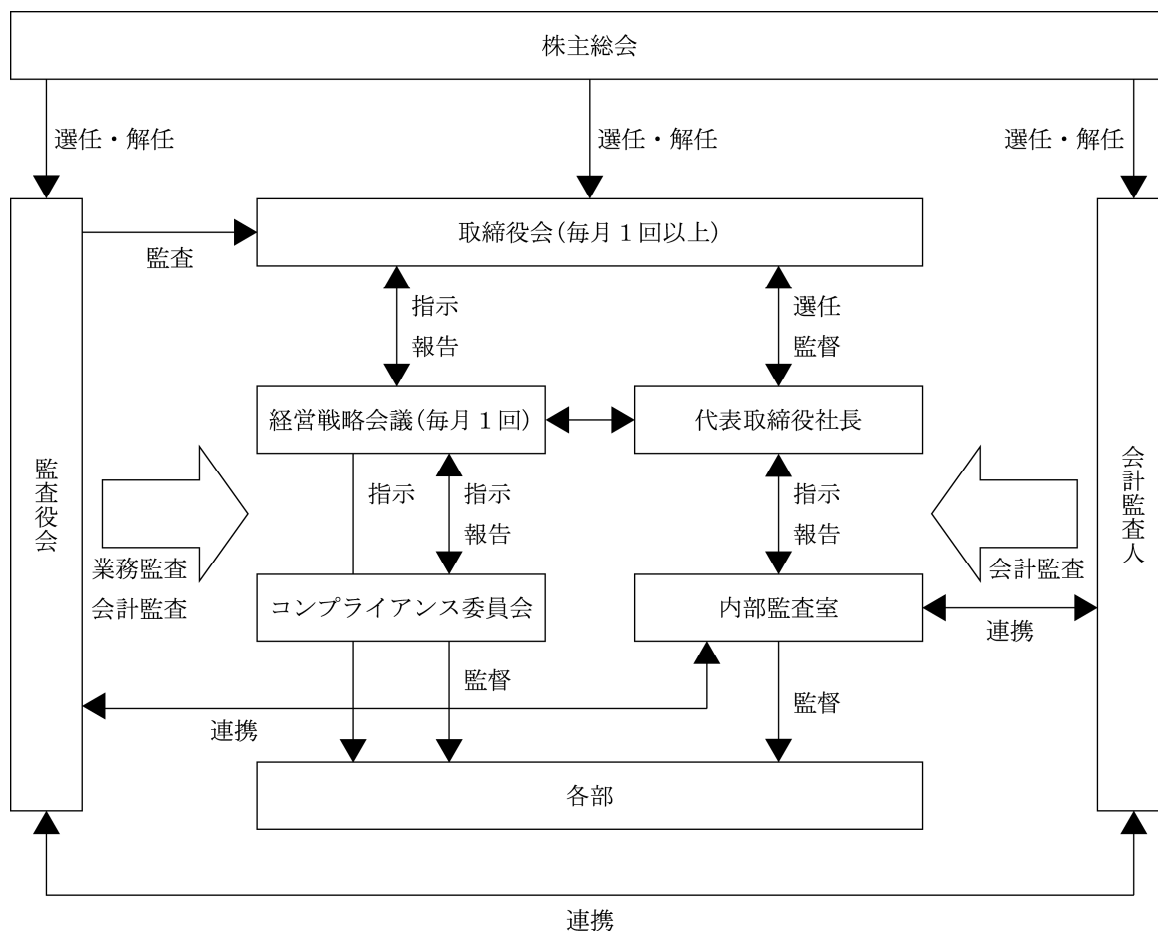 株主総会
選任・解任
選任・解任
選任・解任
取締役会(毎月1回以上)
監査
指示
報告
選任
監督
経営戦略会議(毎月1回)
代表取締役社長
監査役会
会計監査人
指示
指示
報告
指示
報告
業務監査
会計監査
会計監査
コンプライアンス委員会
内部監査室
連携
監督
監督
連携
各部
連携